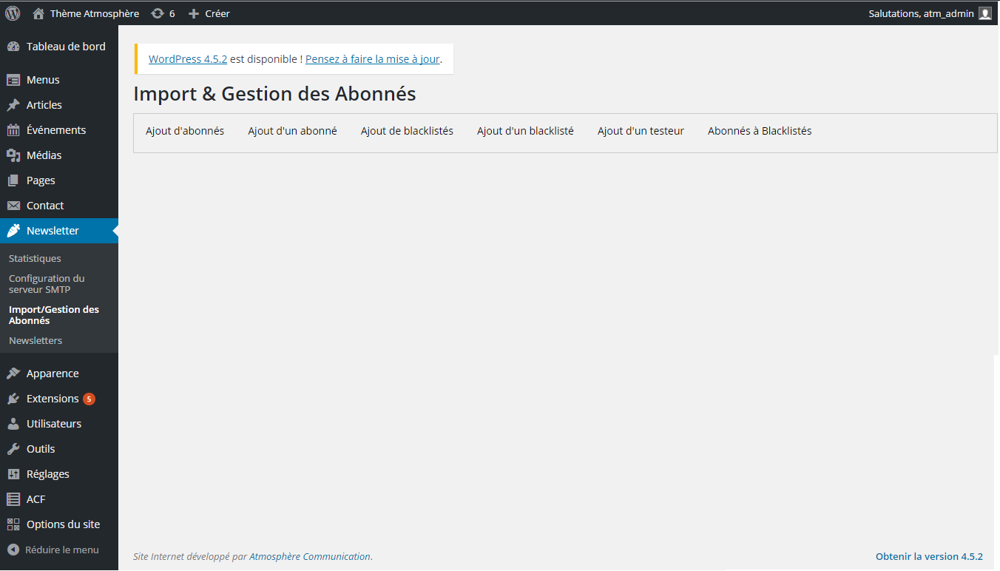 Thème Atmosphère 6 Créer Salutations, atm_admin
Tableau de bord
Menus
Articles
Événements
Médias
Pages
Contact
Newsletter
Statistiques
Configuration du
serveur SMTP
Import/Gestion des
Abonnés
Newsletters
Apparence
Extensions 5
Utilisateurs
Outils
Réglages
ACF
Options du site
Réduire le menu
WordPress 4.5.2 est disponible ! Pensez à faire la mise à jour.
Import & Gestion des Abonnés
Ajout d'abonnés Ajout d'un abonné Ajout de blacklistés Ajout d'un blacklisté Ajout d'un testeur Abonnés à Blacklistés
Site Internet développé par Atmosphère Communication. Obtenir la version 4.5.2